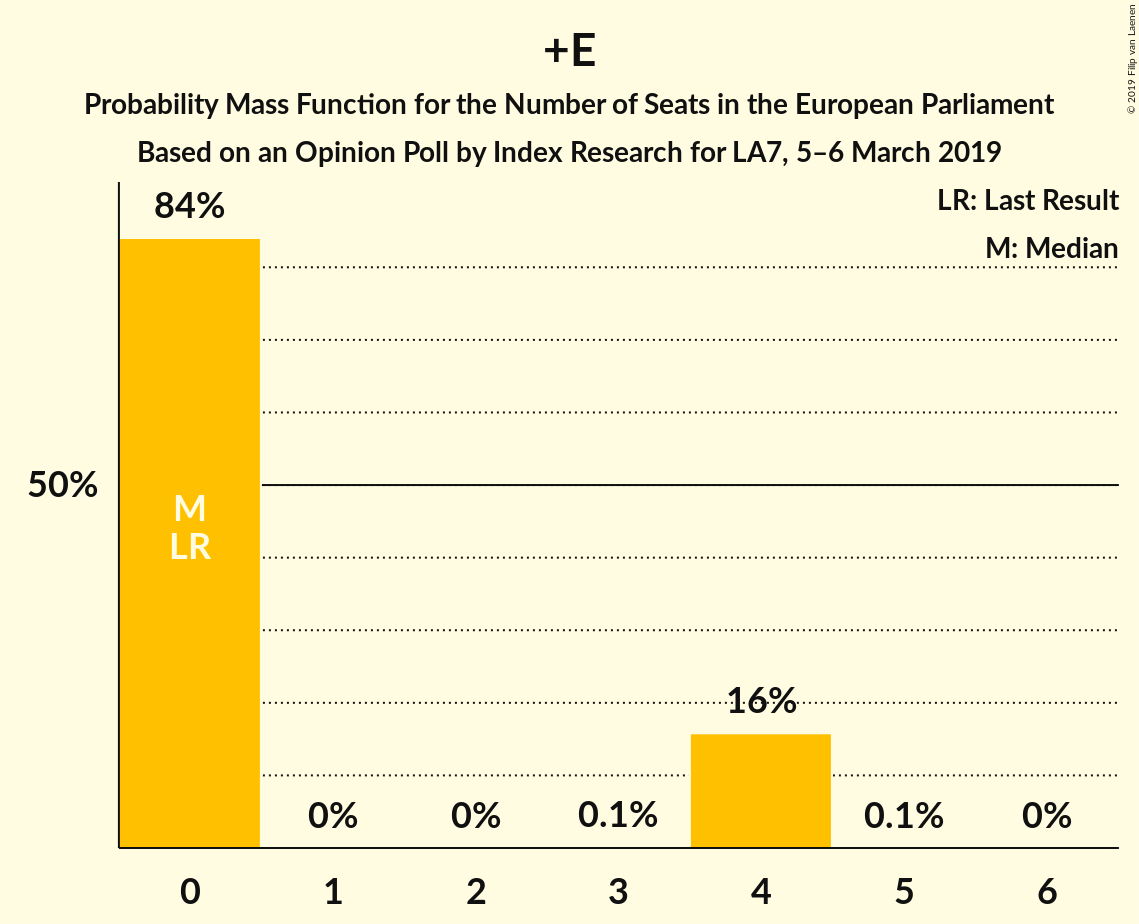 +E
Probability Mass Function for the Number of Seats in the European Parliament
Based on an Opinion Poll by Index Research for LA7, 5–6 March 2019
© 2019 Filip van Laenen
LR: Last Result
M: Median
84%
50%
M
LR
16%
0%
0%
0.1%
0.1%
0%
0 1 2 3 4 5 6